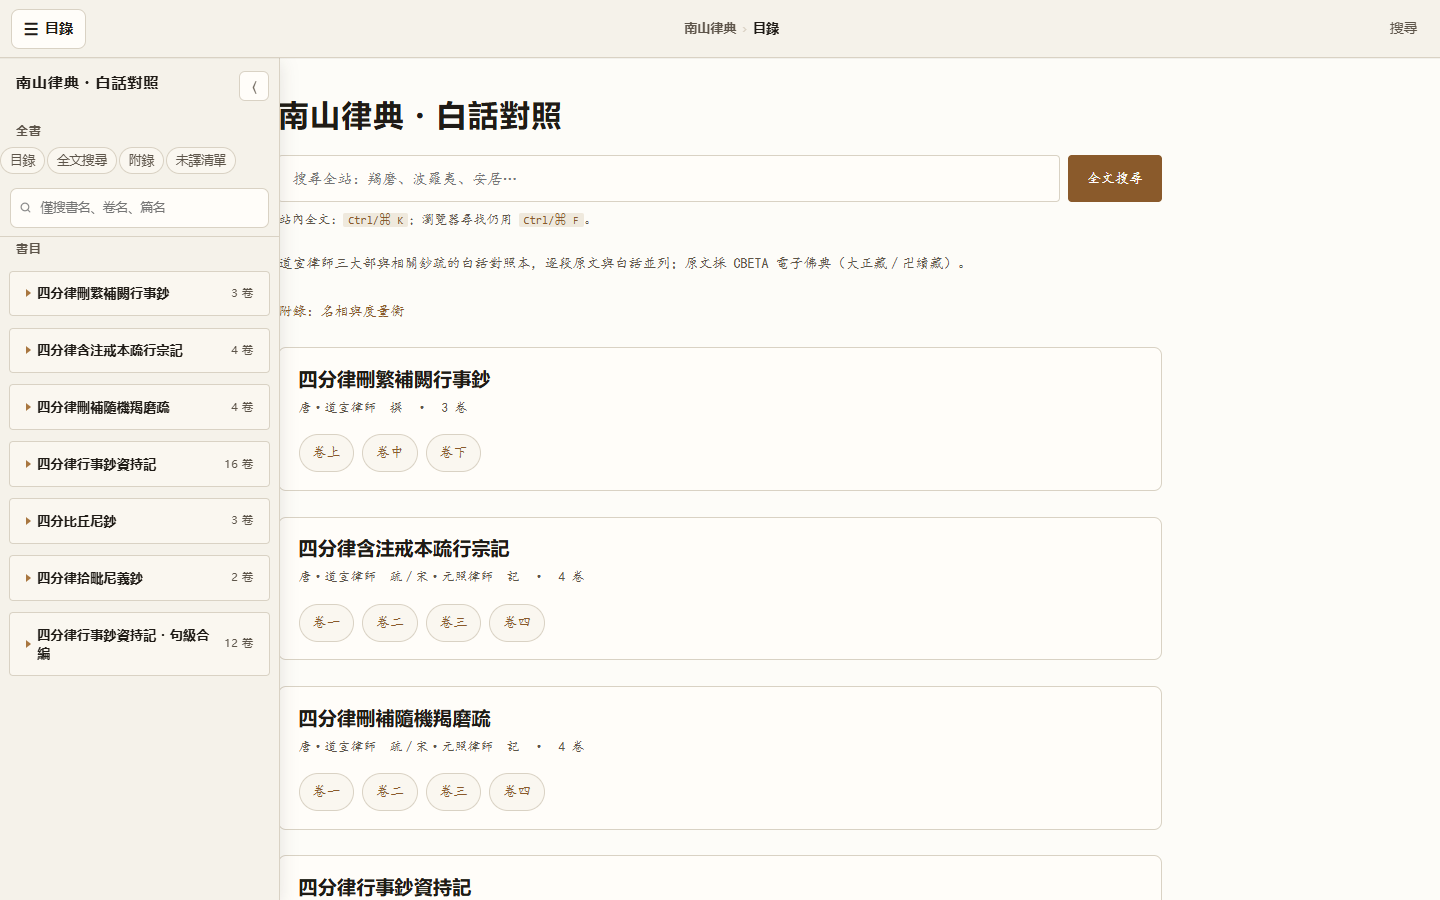 ☰ 目錄
南山律典 › 目錄
搜尋
南山律典・白話對照
全書
目錄 全文搜尋 附錄 未譯清單
僅搜書名、卷名、篇名
書目
四分律刪繁補闕行事鈔 3 卷
四分律含注戒本疏行宗記 4 卷
四分律刪補隨機羯磨疏 4 卷
四分律行事鈔資持記 16 卷
四分比丘尼鈔 3 卷
四分律拾毗尼義鈔 2 卷
四分律行事鈔資持記・句級合
編 12 卷
南山律典・白話對照
搜尋全站：羯磨、波羅夷、安居⋯ 全文搜尋
站內全文：Ctrl/⌘ K；瀏覽器尋找仍用 Ctrl/⌘ F。
道宣律師三大部與相關鈔疏的白話對照本，逐段原文與白話並列；原文採 CBETA 電子佛典（大正藏／卍續藏）。
附錄：名相與度量衡
四分律刪繁補闕行事鈔
唐・道宣律師 撰 ・ 3 卷
卷上 卷中 卷下
四分律含注戒本疏行宗記
唐・道宣律師 疏／宋・元照律師 記 ・ 4 卷
卷一 卷二 卷三 卷四
四分律刪補隨機羯磨疏
唐・道宣律師 疏／宋・元照律師 記 ・ 4 卷
卷一 卷二 卷三 卷四
四分律行事鈔資持記